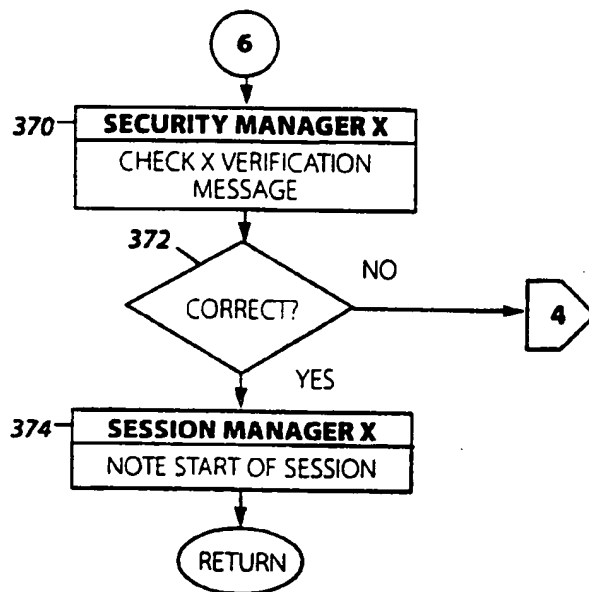 6
370
SECURITY MANAGER X
CHECK X VERIFICATION
MESSAGE
372
CORRECT?
NO
4
YES
374
SESSION MANAGER X
NOTE START OF SESSION
RETURN